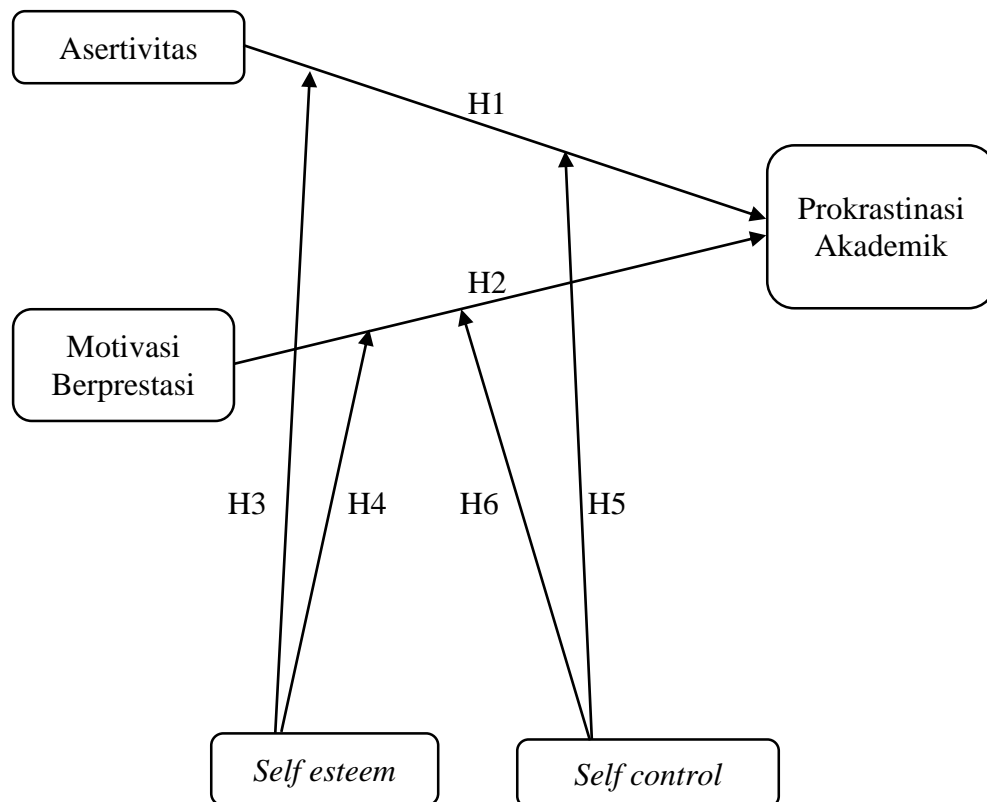 Asertivitas
H1
Prokrastinasi
Akademik
H2
Motivasi
Berprestasi
H3
H4
H6
H5
Self esteem
Self control